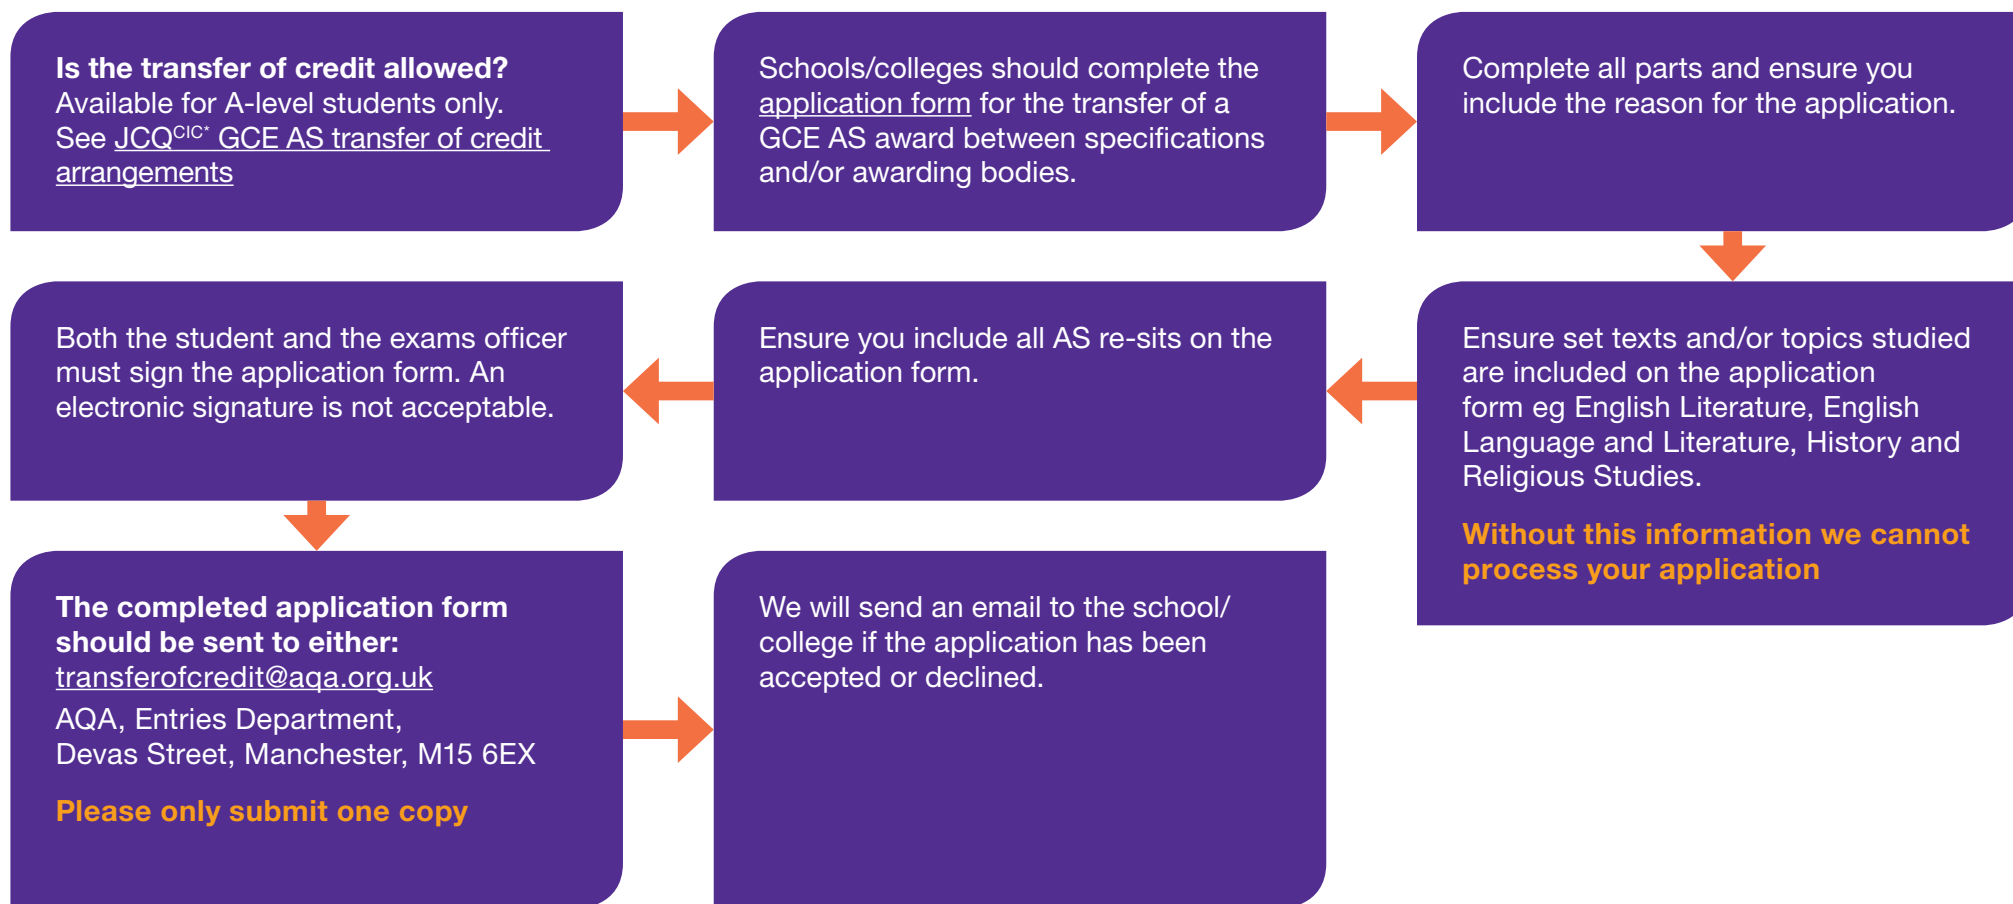 Is the transfer of credit allowed?
Available for A-level students only.
See JCQCIC* GCE AS transfer of credit
arrangements
Schools/colleges should complete the
application form for the transfer of a
GCE AS award between specifications
and/or awarding bodies.
Complete all parts and ensure you
include the reason for the application.
Ensure set texts and/or topics studied
are included on the application
form eg English Literature, English
Language and Literature, History and
Religious Studies.
Without this information we cannot
process your application
Ensure you include all AS re-sits on the
application form.
Both the student and the exams officer
must sign the application form. An
electronic signature is not acceptable.
The completed application form
should be sent to either:
transferofcredit@aqa.org.uk
AQA, Entries Department,
Devas Street, Manchester, M15 6EX
Please only submit one copy
We will send an email to the school/
college if the application has been
accepted or declined.